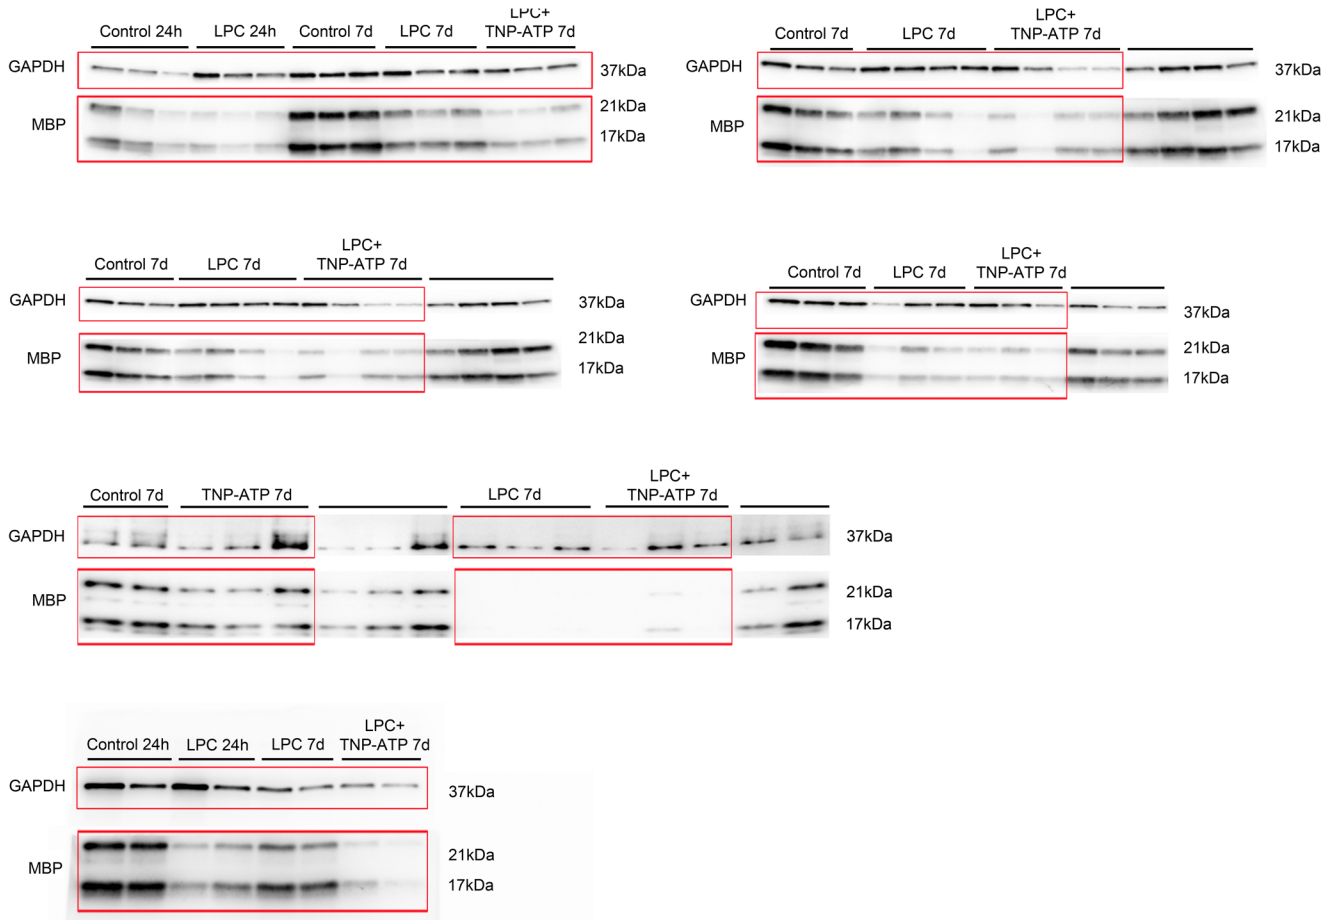 LPC+
Control 24h LPC 24h Control 7d LPC 7d TNP-ATP 7d
GAPDH 37kDa
MBP 21kDa
17kDa
LPC+
Control 7d LPC 7d TNP-ATP 7d
GAPDH 37kDa
MBP 21kDa
17kDa
LPC+
Control 7d LPC 7d TNP-ATP 7d
GAPDH 37kDa
21kDa
MBP 17kDa
LPC+
Control 7d LPC 7d TNP-ATP 7d
GAPDH 37kDa
MBP 21kDa
17kDa
LPC+
Control 7d TNP-ATP 7d LPC 7d TNP-ATP 7d
GAPDH 37kDa
MBP 21kDa
17kDa
LPC+
Control 24h LPC 24h LPC 7d TNP-ATP 7d
GAPDH 37kDa
MBP 21kDa
17kDa